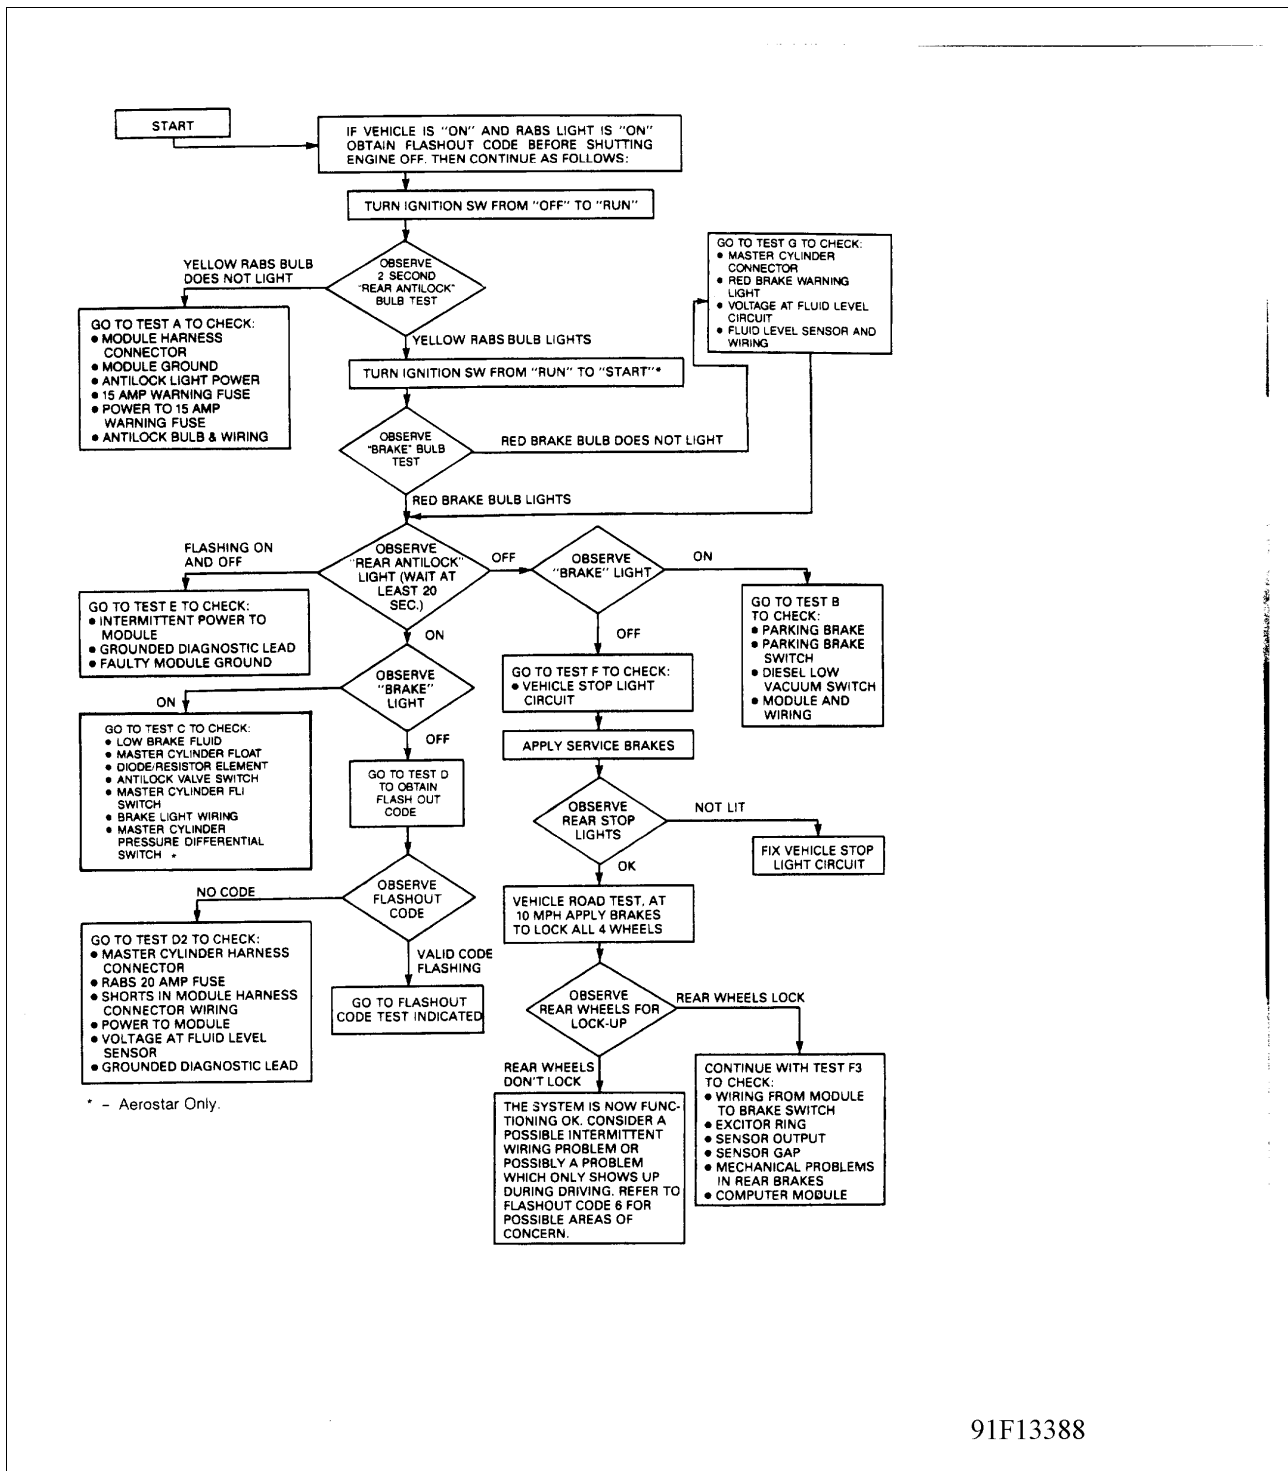 START
IF VEHICLE IS "ON" AND RABS LIGHT IS "ON"
OBTAIN FLASHOUT CODE BEFORE SHUTTING
ENGINE OFF. THEN CONTINUE AS FOLLOWS:
TURN IGNITION SW FROM "OFF" TO "RUN"
OBSERVE
2 SECOND
"REAR ANTILOCK"
BULB TEST
YELLOW RABS BULB
DOES NOT LIGHT
GO TO TEST A TO CHECK:
● MODULE HARNESS
CONNECTOR
● MODULE GROUND
● ANTILOCK LIGHT POWER
● 15 AMP WARNING FUSE
● POWER TO 15 AMP
WARNING FUSE
● ANTILOCK BULB & WIRING
YELLOW RABS BULB LIGHTS
TURN IGNITION SW FROM "RUN" TO "START"*
OBSERVE
"BRAKE" BULB
TEST
RED BRAKE BULB DOES NOT LIGHT
GO TO TEST G TO CHECK:
● MASTER CYLINDER
CONNECTOR
● RED BRAKE WARNING
LIGHT
● VOLTAGE AT FLUID LEVEL
CIRCUIT
● FLUID LEVEL SENSOR AND
WIRING
RED BRAKE BULB LIGHTS
OBSERVE
"REAR ANTILOCK"
LIGHT (WAIT AT
LEAST 20
SEC.)
FLASHING ON
AND OFF
GO TO TEST E TO CHECK:
● INTERMITTENT POWER TO
MODULE
● GROUNDED DIAGNOSTIC LEAD
● FAULTY MODULE GROUND
OFF
OBSERVE
"BRAKE" LIGHT
ON
GO TO TEST B
TO CHECK:
● PARKING BRAKE
● PARKING BRAKE
SWITCH
● DIESEL LOW
VACUUM SWITCH
● MODULE AND
WIRING
ON
OBSERVE
"BRAKE"
LIGHT
ON
GO TO TEST C TO CHECK:
● LOW BRAKE FLUID
● MASTER CYLINDER FLOAT
● DIODE/RESISTOR ELEMENT
● ANTILOCK VALVE SWITCH
● MASTER CYLINDER FLI
SWITCH
● BRAKE LIGHT WIRING
● MASTER CYLINDER
PRESSURE DIFFERENTIAL
SWITCH *
OFF
GO TO TEST D
TO OBTAIN
FLASH OUT
CODE
OBSERVE
FLASHOUT
CODE
NO CODE
GO TO TEST D2 TO CHECK:
● MASTER CYLINDER HARNESS
CONNECTOR
● RABS 20 AMP FUSE
● SHORTS IN MODULE HARNESS
CONNECTOR WIRING
● POWER TO MODULE
● VOLTAGE AT FLUID LEVEL
SENSOR
● GROUNDED DIAGNOSTIC LEAD
VALID CODE
FLASHING
GO TO FLASHOUT
CODE TEST INDICATED
OFF
GO TO TEST F TO CHECK:
● VEHICLE STOP LIGHT
CIRCUIT
APPLY SERVICE BRAKES
OBSERVE
REAR STOP
LIGHTS
NOT LIT
FIX VEHICLE STOP
LIGHT CIRCUIT
OK
VEHICLE ROAD TEST, AT
10 MPH APPLY BRAKES
TO LOCK ALL 4 WHEELS
OBSERVE
REAR WHEELS FOR
LOCK-UP
REAR WHEELS LOCK
CONTINUE WITH TEST F3
TO CHECK:
● WIRING FROM MODULE
TO BRAKE SWITCH
● EXCITOR RING
● SENSOR OUTPUT
● SENSOR GAP
● MECHANICAL PROBLEMS
IN REAR BRAKES
● COMPUTER MODULE
REAR WHEELS
DON'T LOCK
THE SYSTEM IS NOW FUNC-
TIONING OK. CONSIDER A
POSSIBLE INTERMITTENT
WIRING PROBLEM OR
POSSIBLY A PROBLEM
WHICH ONLY SHOWS UP
DURING DRIVING. REFER TO
FLASHOUT CODE 6 FOR
POSSIBLE AREAS OF
CONCERN.
* – Aerostar Only.
91F13388